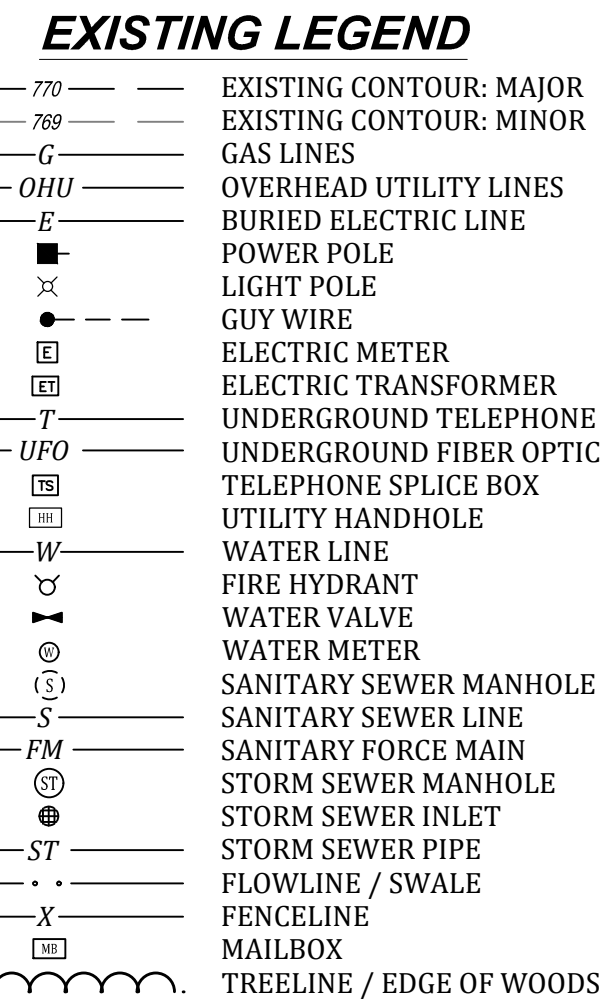 EXISTING LEGEND
770 EXISTING CONTOUR: MAJOR
769 EXISTING CONTOUR: MINOR
G GAS LINES
OHU OVERHEAD UTILITY LINES
E BURIED ELECTRIC LINE
POWER POLE
LIGHT POLE
GUY WIRE
E ELECTRIC METER
ET ELECTRIC TRANSFORMER
T UNDERGROUND TELEPHONE
UFO UNDERGROUND FIBER OPTIC
TS TELEPHONE SPLICE BOX
HH UTILITY HANDHOLE
W WATER LINE
FIRE HYDRANT
WATER VALVE
W WATER METER
S SANITARY SEWER MANHOLE
S SANITARY SEWER LINE
FM SANITARY FORCE MAIN
ST STORM SEWER MANHOLE
STORM SEWER INLET
ST STORM SEWER PIPE
FLOWLINE / SWALE
X FENCELINE
MB MAILBOX
TREELINE / EDGE OF WOODS